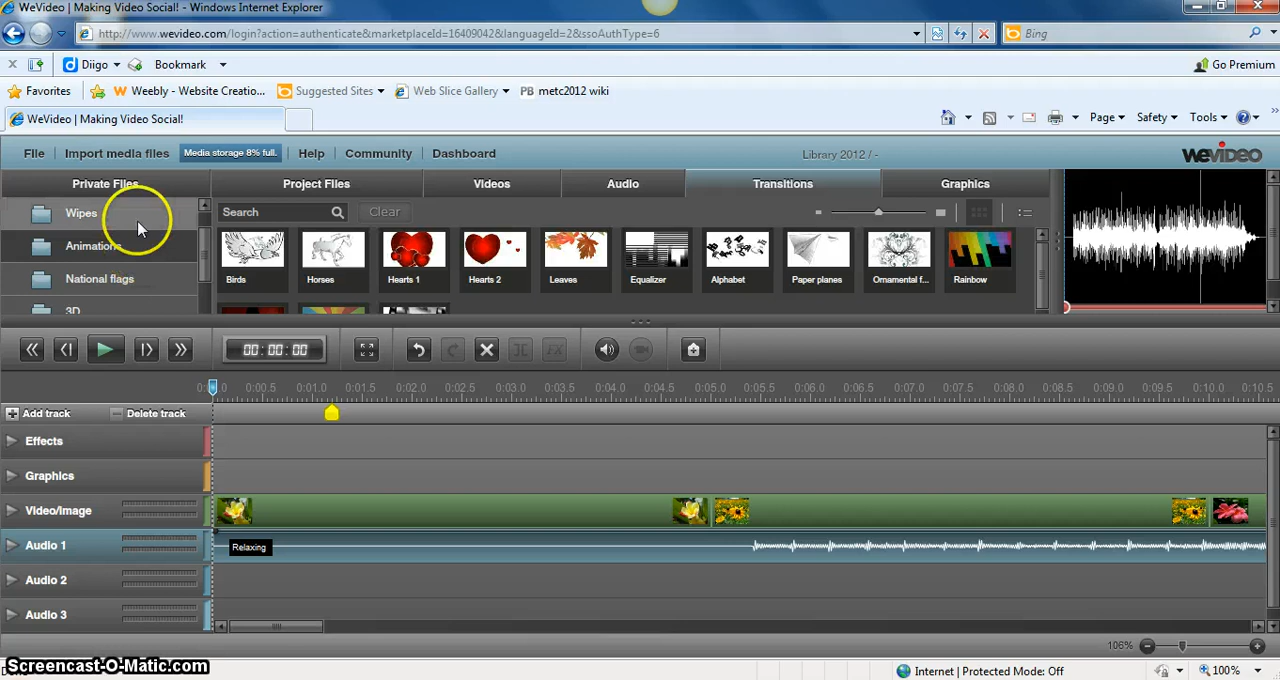 WeVideo | Making Video Social! - Windows Internet Explorer
http://www.wevideo.com/login?action=authenticate&marketplaceId=16409042&languageId=2&ssoAuthType=6
Bing
Diigo
Bookmark
Go Premium
Favorites
Weebly - Website Creatio...
Suggested Sites
Web Slice Gallery
PB metc2012 wiki
WeVideo | Making Video Social!
Page
Safety
Tools
File
Import media files
Media storage 8% full.
Help
Community
Dashboard
Library 2012 / -
WEVIDEO
Private Files
Project Files
Videos
Audio
Transitions
Graphics
Wipes
Search
Clear
Animations
National flags
3D
Birds
Horses
Hearts 1
Hearts 2
Leaves
Equalizer
Alphabet
Paper planes
Ornamental f...
Rainbow
00:00:00
FX
0:00.5 0:01.0 0:01.5 0:02.0 0:02.5 0:03.0 0:03.5 0:04.0 0:04.5 0:05.0 0:05.5 0:06.0 0:06.5 0:07.0 0:07.5 0:08.0 0:08.5 0:09.0 0:09.5 0:10.0 0:10.5
Add track
Delete track
Effects
Graphics
Video/Image
Audio 1
Relaxing
Audio 2
Audio 3
106%
Screencast-O-Matic.com
Internet | Protected Mode: Off
100%